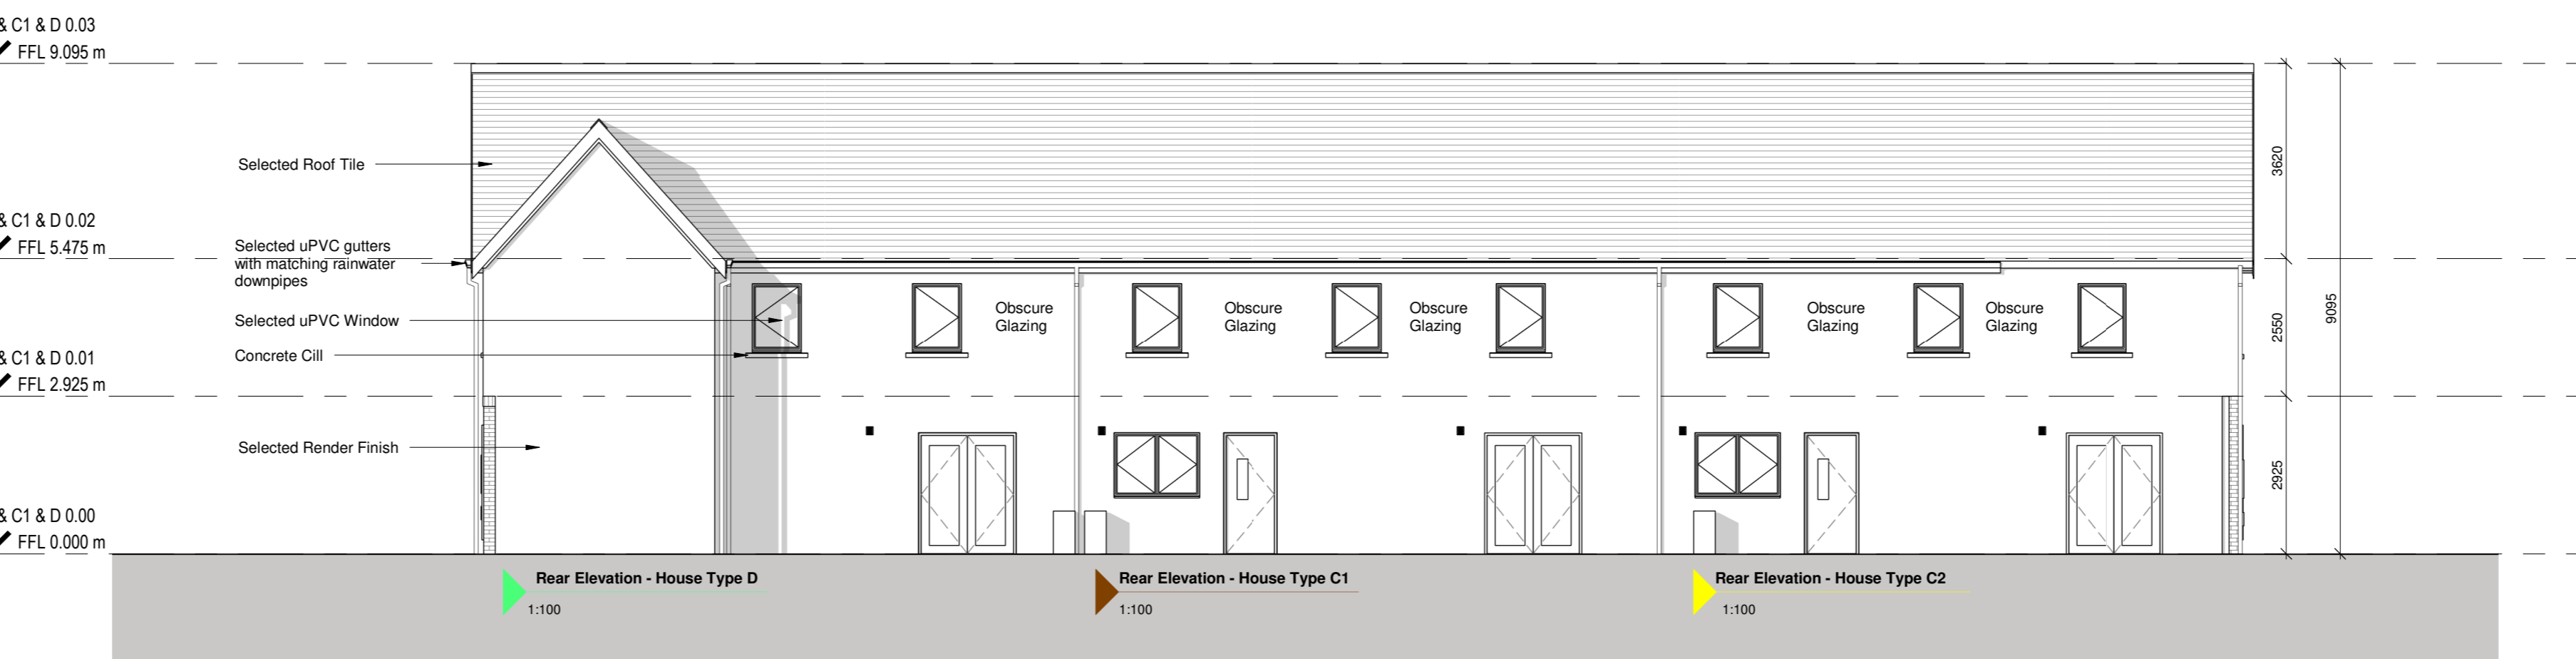 & C1 & D 0.03
FFL 9.095 m
Selected Roof Tile
3620
& C1 & D 0.02
FFL 5.475 m
Selected uPVC gutters
with matching rainwater
downpipes
Selected uPVC Window
Concrete Cill
Obscure
Glazing
Obscure
Glazing
Obscure
Glazing
Obscure
Glazing
Obscure
Glazing
2550
9095
& C1 & D 0.01
FFL 2.925 m
Selected Render Finish
2925
& C1 & D 0.00
FFL 0.000 m
Rear Elevation - House Type D
1:100
Rear Elevation - House Type C1
1:100
Rear Elevation - House Type C2
1:100